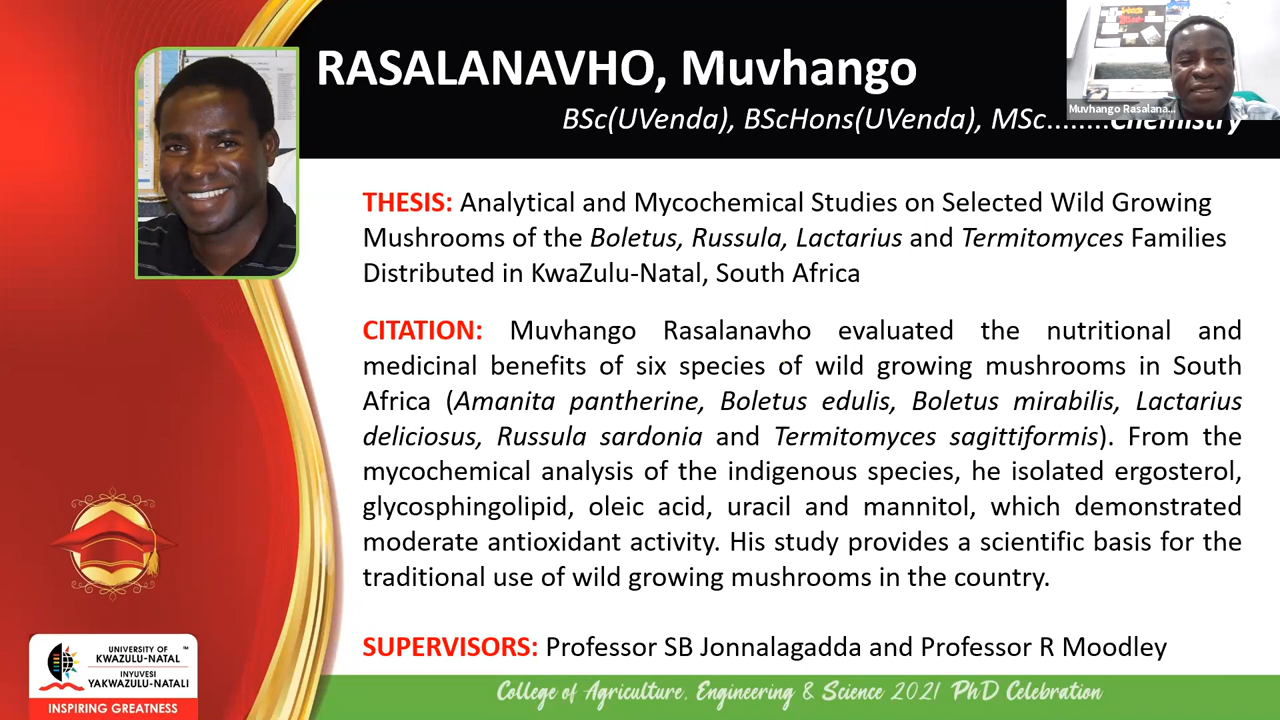 RASALANAVHO, Muvhango
BSc(UVenda), BScHons(UVenda), MSc........Chemistry
Muvhango Rasalana...
THESIS: Analytical and Mycochemical Studies on Selected Wild Growing
Mushrooms of the Boletus, Russula, Lactarius and Termitomyces Families
Distributed in KwaZulu-Natal, South Africa
CITATION: Muvhango Rasalanavho evaluated the nutritional and
medicinal benefits of six species of wild growing mushrooms in South
Africa (Amanita pantherine, Boletus edulis, Boletus mirabilis, Lactarius
deliciosus, Russula sardonia and Termitomyces sagittiformis). From the
mycochemical analysis of the indigenous species, he isolated ergosterol,
glycosphingolipid, oleic acid, uracil and mannitol, which demonstrated
moderate antioxidant activity. His study provides a scientific basis for the
traditional use of wild growing mushrooms in the country.
SUPERVISORS: Professor SB Jonnalagadda and Professor R Moodley
UNIVERSITY OF ™
KWAZULU-NATAL
INYUVESI
YAKWAZULU-NATALI
INSPIRING GREATNESS
College of Agriculture, Engineering & Science 2021 PhD Celebration